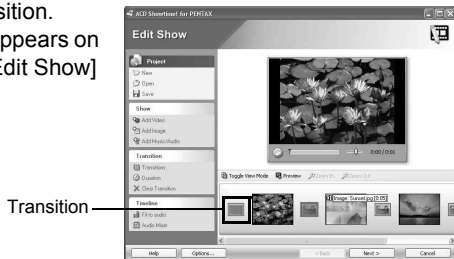 sition.
ppears on
Edit Show]
ACD Showtime! for PENTAX
Edit Show
Project
New
Open
Save
Show
Add Video
Add Image
Add Music/Audio
Transition
Transitions
Duration
Clear Transition
Timeline
Fit to audio
Audio Mixer
0:00/0:01
Toggle View Mode
Preview
Zoom In
Zoom Out
Image: Sunset.jpg [0:05]
Transition
Help
Options...
< Back
Next >
Cancel